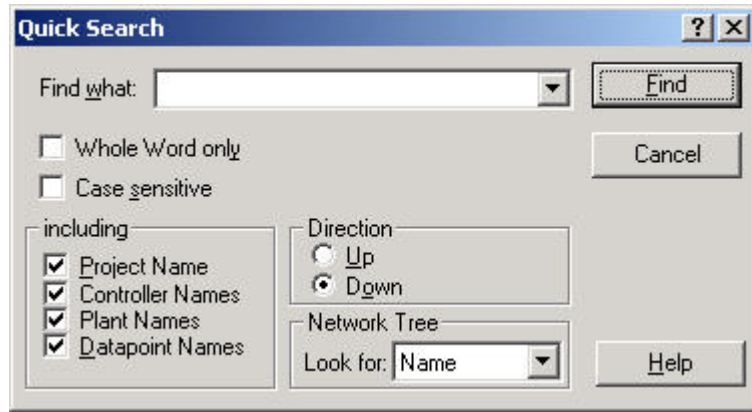 Quick Search
Find what:
Find
Whole Word only
Cancel
Case sensitive
including
Project Name
Controller Names
Plant Names
Datapoint Names
Direction
Up
Down
Network Tree
Look for: Name
Help